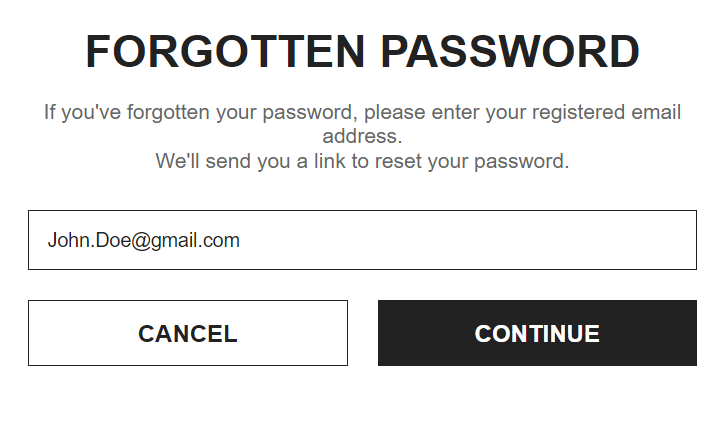 FORGOTTEN PASSWORD
If you've forgotten your password, please enter your registered email
address.
We'll send you a link to reset your password.
John.Doe@gmail.com
CANCEL
CONTINUE